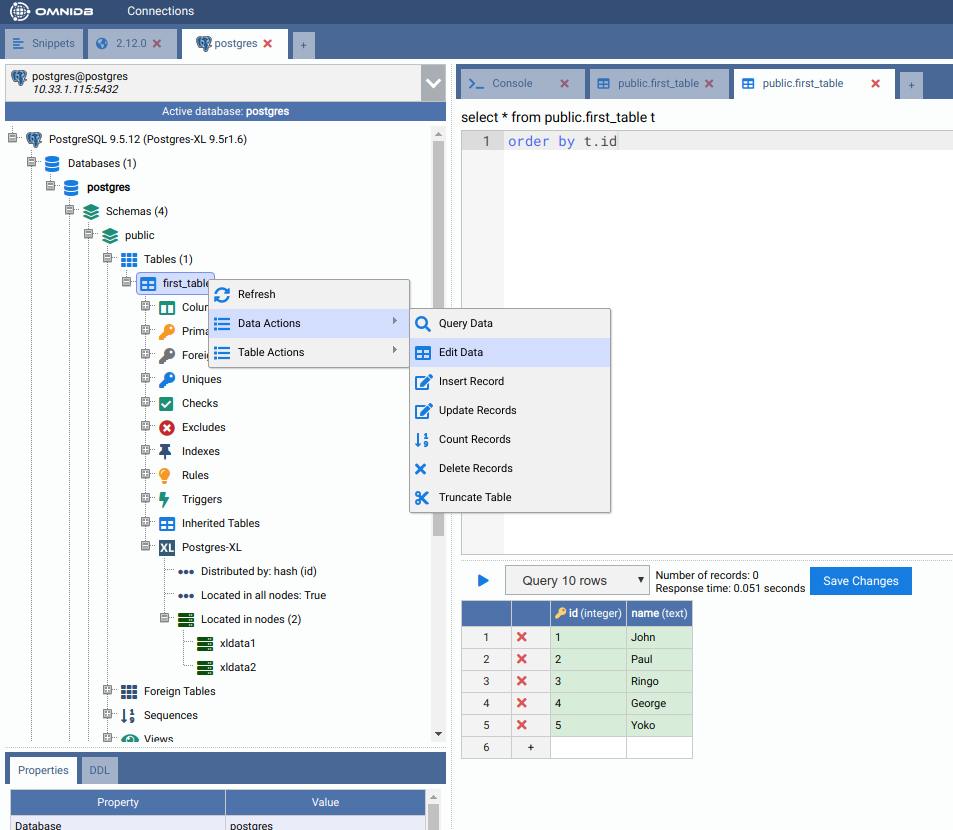 OMNIDB Connections
Snippets 2.12.0 postgres +
postgres@postgres
10.33.1.115:5432
Active database: postgres
PostgreSQL 9.5.12 (Postgres-XL 9.5r1.6)
Databases (1)
postgres
Schemas (4)
public
Tables (1)
first_table
Colum
Prima
Foreig
Uniques
Checks
Excludes
Indexes
Rules
Triggers
Inherited Tables
XL Postgres-XL
Distributed by: hash (id)
Located in all nodes: True
Located in nodes (2)
xldata1
xldata2
Foreign Tables
Sequences
Views
Refresh
Data Actions
Table Actions
Query Data
Edit Data
Insert Record
Update Records
Count Records
Delete Records
Truncate Table
Properties DDL
Property Value
Database postgres
Console public.first_table public.first_table +
select * from public.first_table t
1 order by t.id
Query 10 rows
Number of records: 0
Response time: 0.051 seconds
Save Changes
id (integer) name (text)
1 1 John
2 2 Paul
3 3 Ringo
4 4 George
5 5 Yoko
6 +